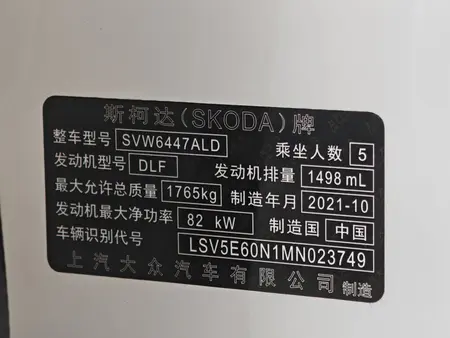 斯柯达(SKODA)牌
整车型号 SVW6447ALD 乘坐人数 5
发动机型号 DLF 发动机排量 1498 mL
最大允许总质量 1765kg 制造年月 2021-10
发动机最大净功率 82 kW 制造国 中国
车辆识别代号 LSV5E60N1MN023749
上汽大众汽车有限公司 制造